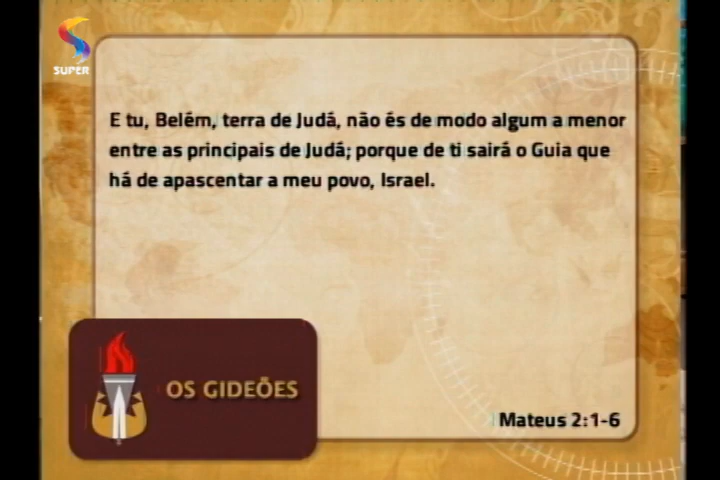 SUPER
E tu, Belém, terra de Judá, não és de modo algum a menor
entre as principais de Judá; porque de ti sairá o Guia que
há de apascentar a meu povo, Israel.
OS GIDEÕES
Mateus 2:1-6